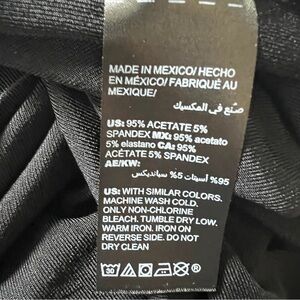 MADE IN MEXICO/ HECHO
EN MÉXICO/ FABRIQUÉ AU
MEXIQUE/
صنع في المكسيك
US: 95% ACETATE 5%
SPANDEX MX: 95% acetato
5% elastano CA: 95%
ACÉTATE 5% SPANDEX
AE/KW:
95% أسيتات 5% سبانديكس
US: WITH SIMILAR COLORS.
MACHINE WASH COLD.
ONLY NON-CHLORINE
BLEACH. TUMBLE DRY LOW.
WARM IRON. IRON ON
REVERSE SIDE. DO NOT
DRY CLEAN
30
®